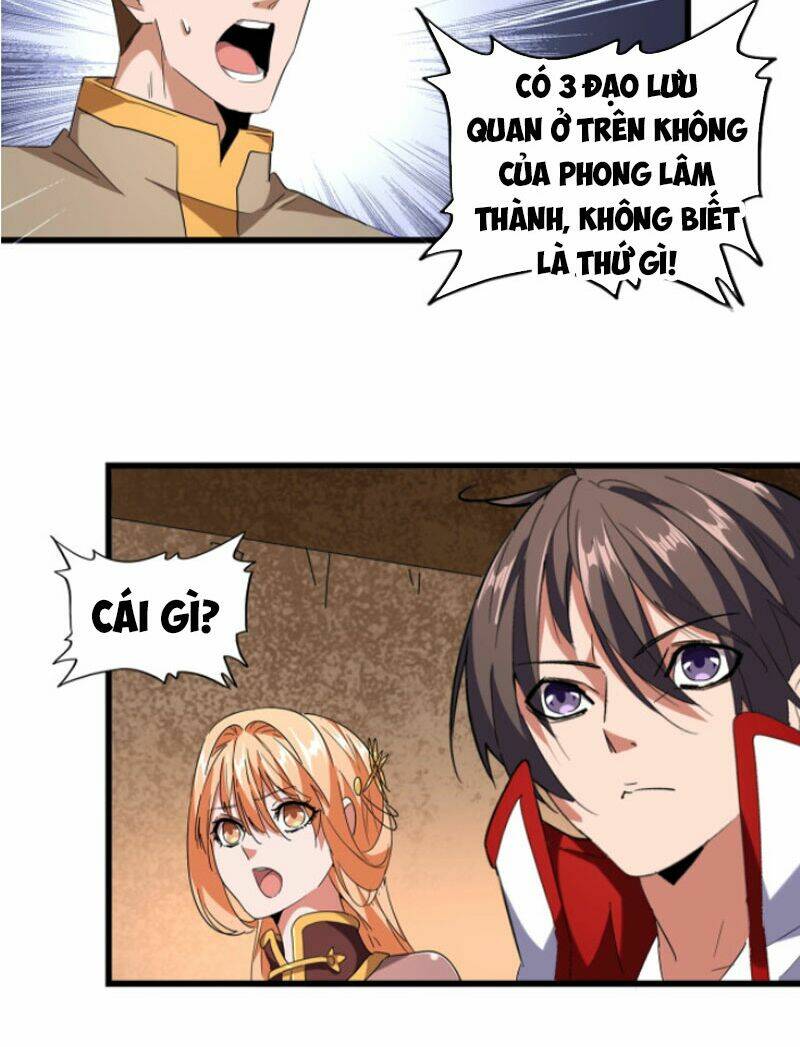 CÓ 3 ĐẠO LƯU
QUAN Ở TRÊN KHÔNG
CỦA PHONG LÂM
THÀNH, KHÔNG BIẾT
LÀ THỨ GÌ!
CÁI GÌ?